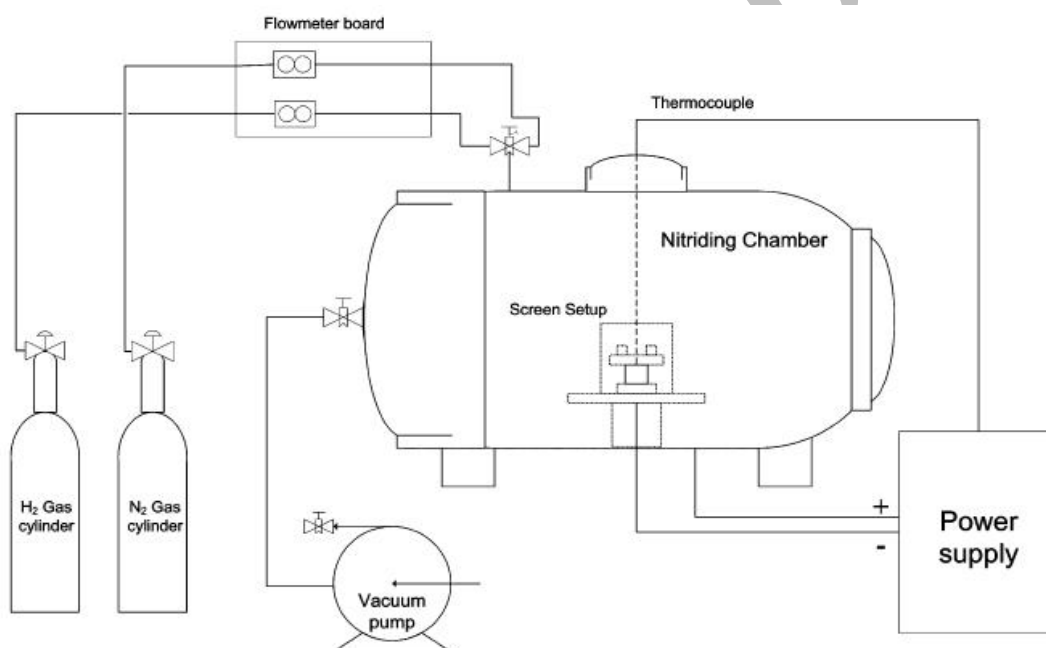 Flowmeter board
Thermocouple
Nitriding Chamber
Screen Setup
H₂ Gas
cylinder
N₂ Gas
cylinder
+
-
Power
supply
Vacuum
pump